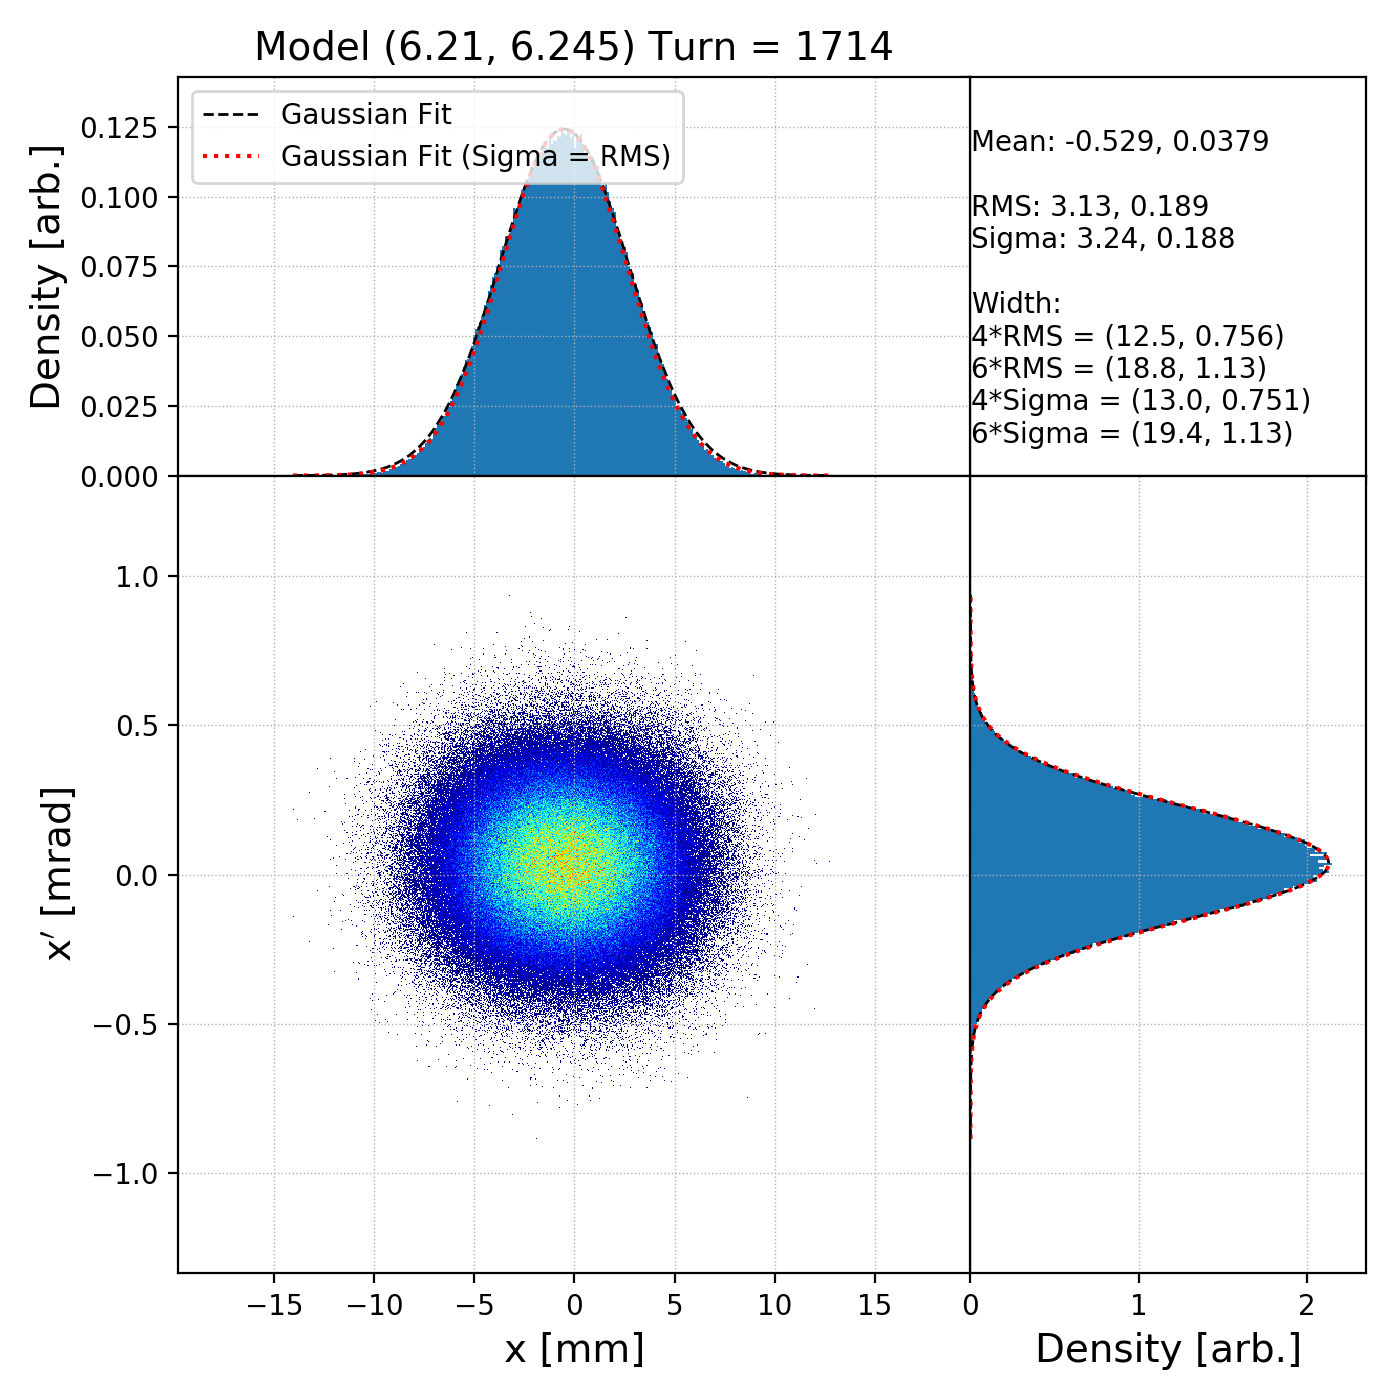 Model (6.21, 6.245) Turn = 1714
Gaussian Fit
Gaussian Fit (Sigma = RMS)
Density [arb.]
0.125
0.100
0.075
0.050
0.025
0.000
Mean: -0.529, 0.0379
RMS: 3.13, 0.189
Sigma: 3.24, 0.188
Width:
4*RMS = (12.5, 0.756)
6*RMS = (18.8, 1.13)
4*Sigma = (13.0, 0.751)
6*Sigma = (19.4, 1.13)
x′ [mrad]
1.0
0.5
0.0
−0.5
−1.0
−15 −10 −5 0 5 10 15
x [mm]
0 1 2
Density [arb.]